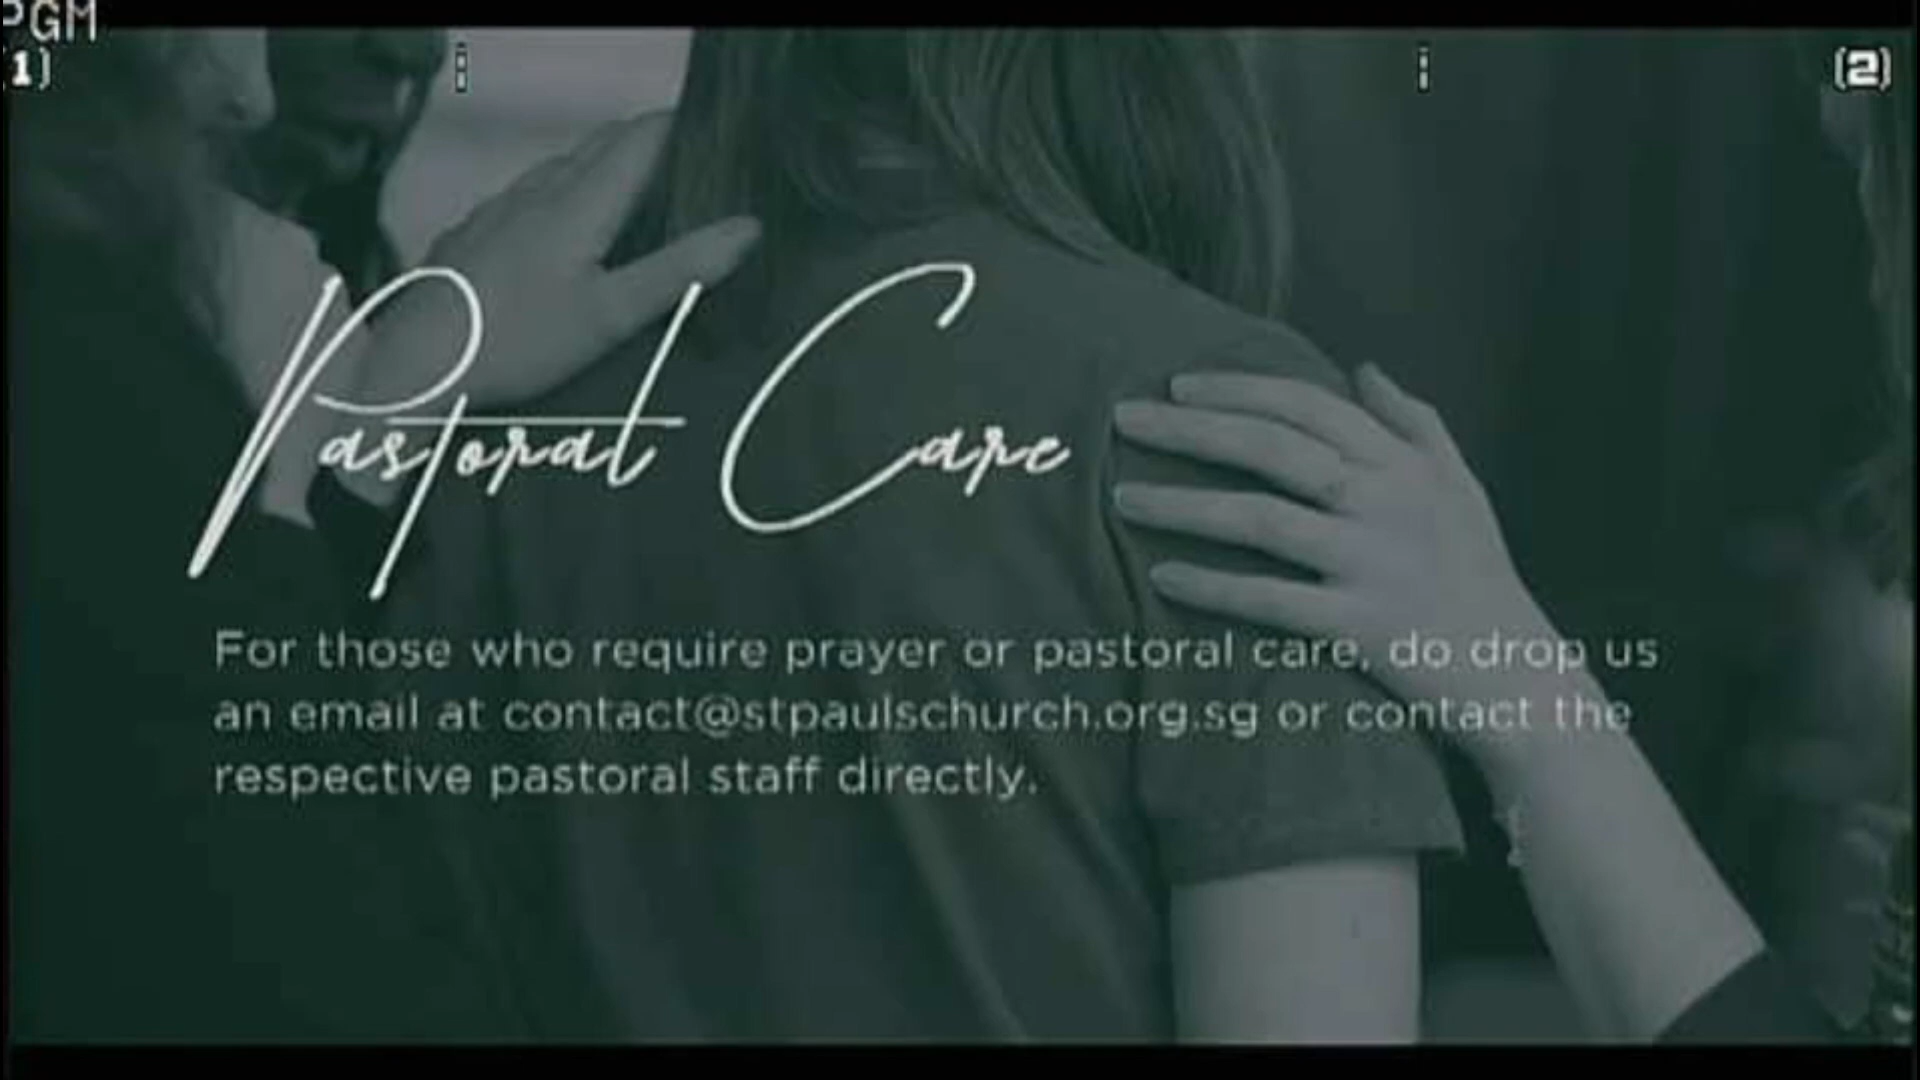 PGM
1)
(2)
Pastoral Care
For those who require prayer or pastoral care, do drop us
an email at contact@stpaulschurch.org.sg or contact the
respective pastoral staff directly.